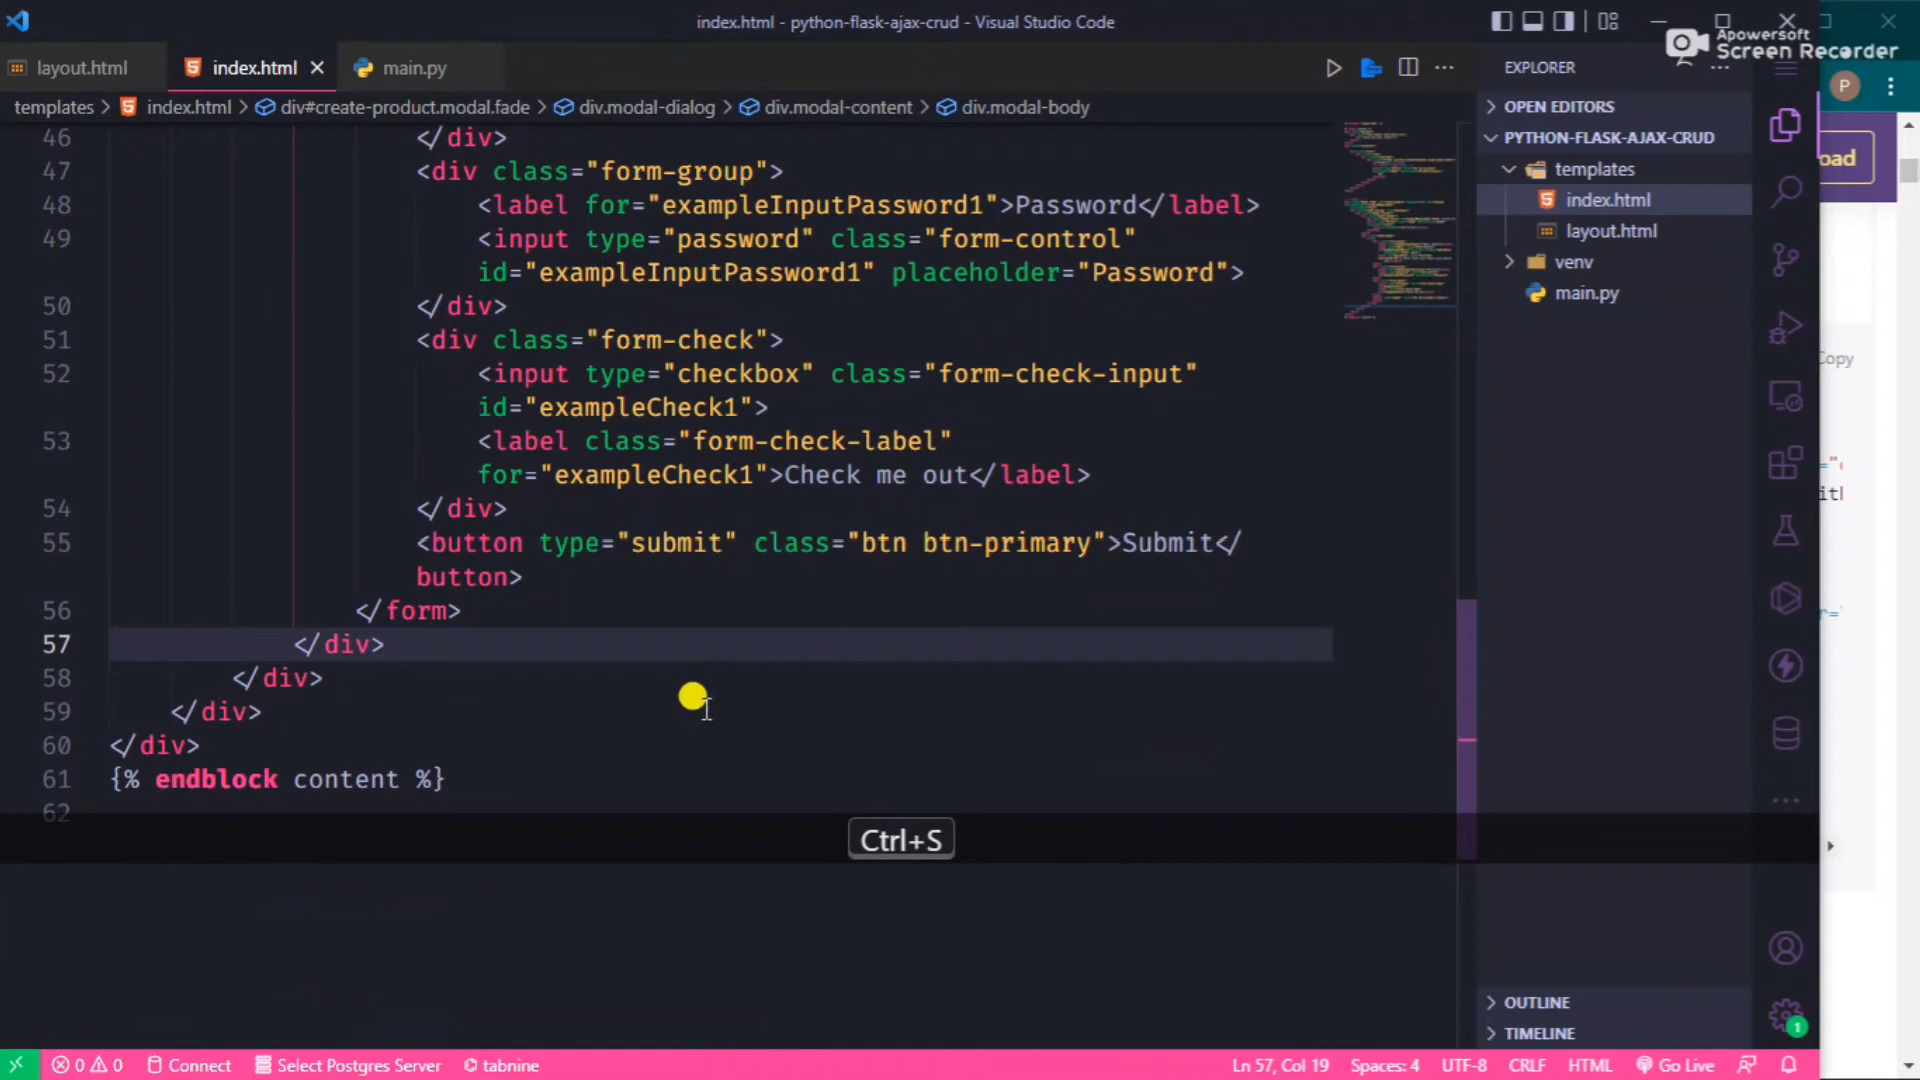 index.html - python-flask-ajax-crud - Visual Studio Code
Apowersoft
Screen Recorder
layout.html
index.html
main.py
templates > index.html > div#create-product.modal.fade > div.modal-dialog > div.modal-content > div.modal-body
46 </div>
47 <div class="form-group">
48 <label for="exampleInputPassword1">Password</label>
49 <input type="password" class="form-control"
id="exampleInputPassword1" placeholder="Password">
50 </div>
51 <div class="form-check">
52 <input type="checkbox" class="form-check-input"
id="exampleCheck1">
53 <label class="form-check-label"
for="exampleCheck1">Check me out</label>
54 </div>
55 <button type="submit" class="btn btn-primary">Submit</
button>
56 </form>
57 </div>
58 </div>
59 </div>
60 </div>
61 {% endblock content %}
62
Ctrl+S
EXPLORER
OPEN EDITORS
PYTHON-FLASK-AJAX-CRUD
templates
index.html
layout.html
venv
main.py
OUTLINE
TIMELINE
1
P
oad
Copy
0 0 Connect Select Postgres Server tabnine
Ln 57, Col 19 Spaces: 4 UTF-8 CRLF HTML Go Live